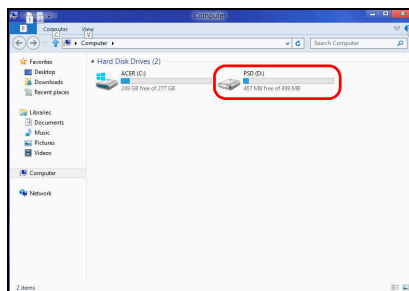 Computer
F
Computer
View
C
V
Computer
Search Computer
Favorites
Desktop
Downloads
Recent places
Libraries
Documents
Music
Pictures
Videos
Computer
Network
Hard Disk Drives (2)
ACER (C:)
249 GB free of 277 GB
PSD (D:)
467 MB free of 499 MB
2 items